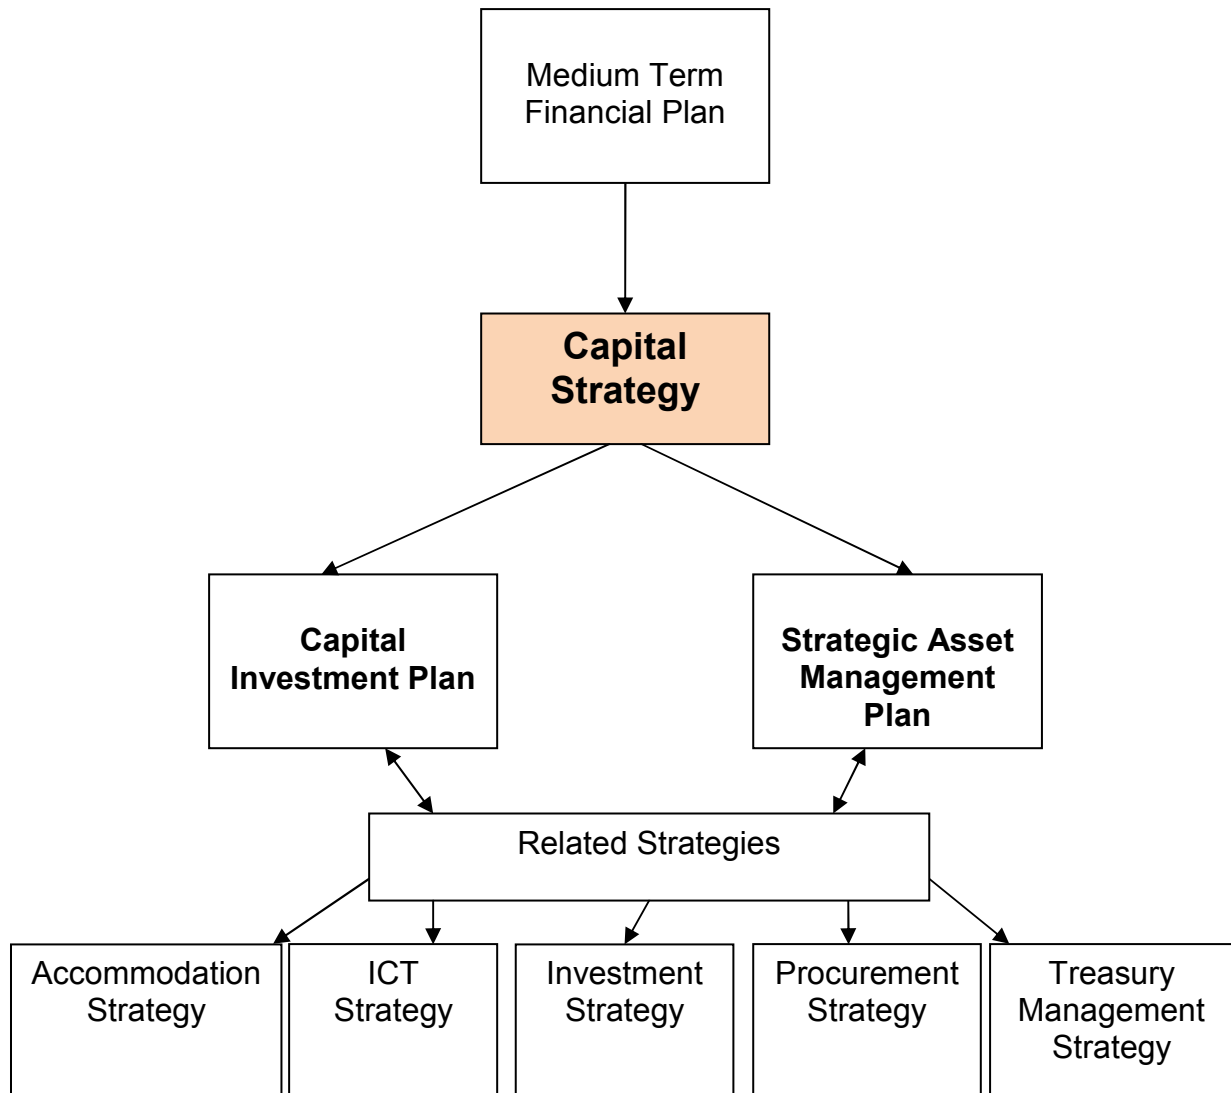 Medium Term
Financial Plan
Capital
Strategy
Capital
Investment Plan
Strategic Asset
Management
Plan
Related Strategies
Accommodation
Strategy
ICT
Strategy
Investment
Strategy
Procurement
Strategy
Treasury
Management
Strategy